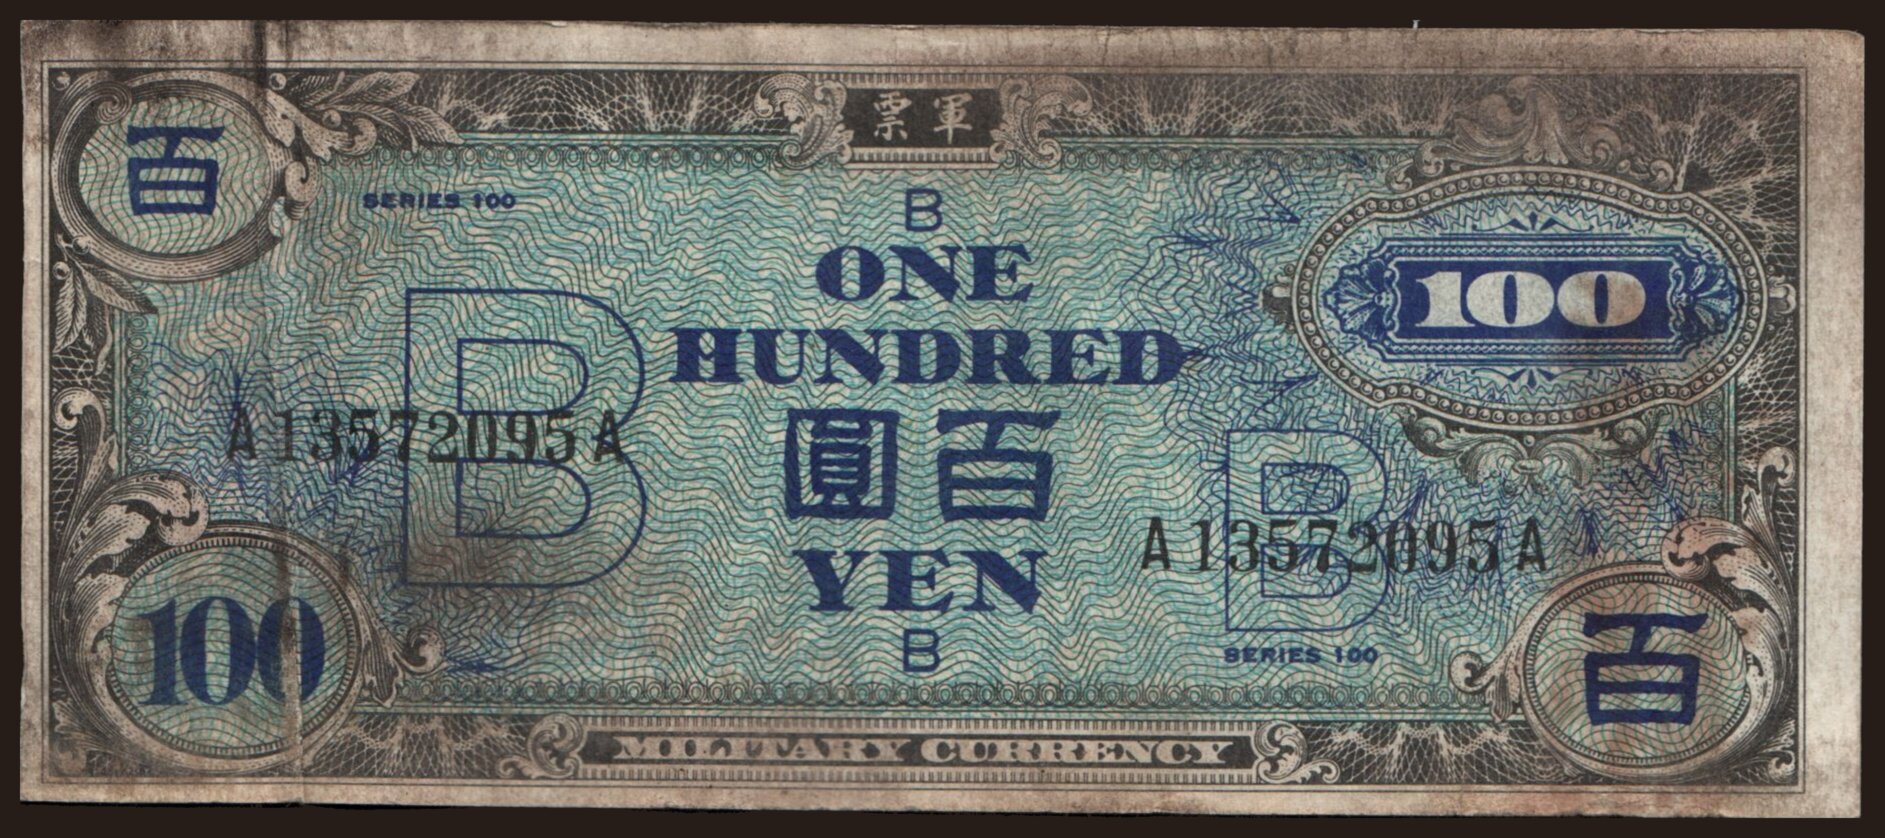 票軍
百
SERIES 100
B
ONE
100
HUNDRED
B
A13572095A
圓百
B
A13572095A
YEN
100
B
SERIES 100
百
MILITARY CURRENCY